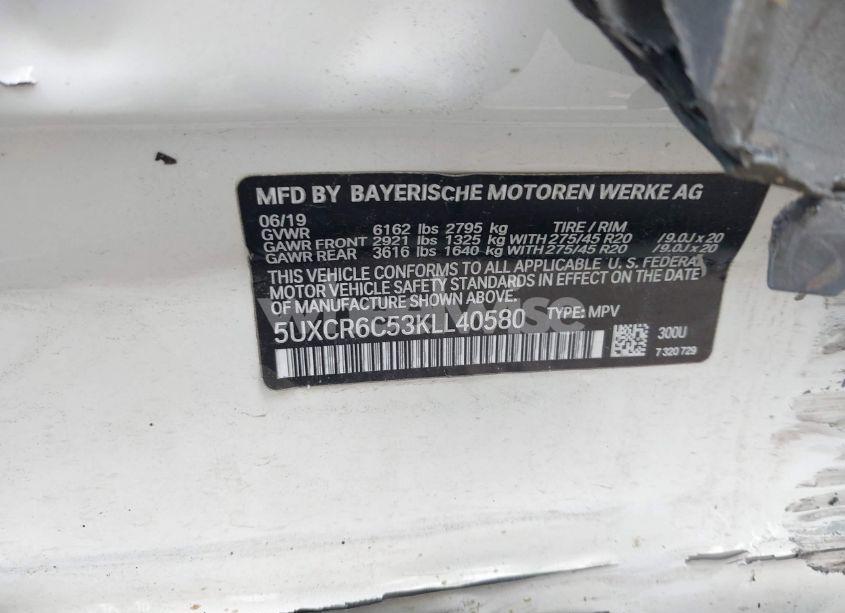 MFD BY BAYERISCHE MOTOREN WERKE AG
06/19
GVWR 6162 lbs 2795 kg TIRE / RIM
GAWR FRONT 2921 lbs 1325 kg WITH 275/45 R20 /9.0J x 20
GAWR REAR 3616 lbs 1640 kg WITH 275/45 R20 /9.0J x 20
THIS VEHICLE CONFORMS TO ALL APPLICABLE U. S. FEDERAL
MOTOR VEHICLE SAFETY STANDARDS IN EFFECT ON THE DATE
OF MANUFACTURE SHOWN ABOVE.
5UXCR6C53KLL40580 TYPE: MPV
300U
7 320 729